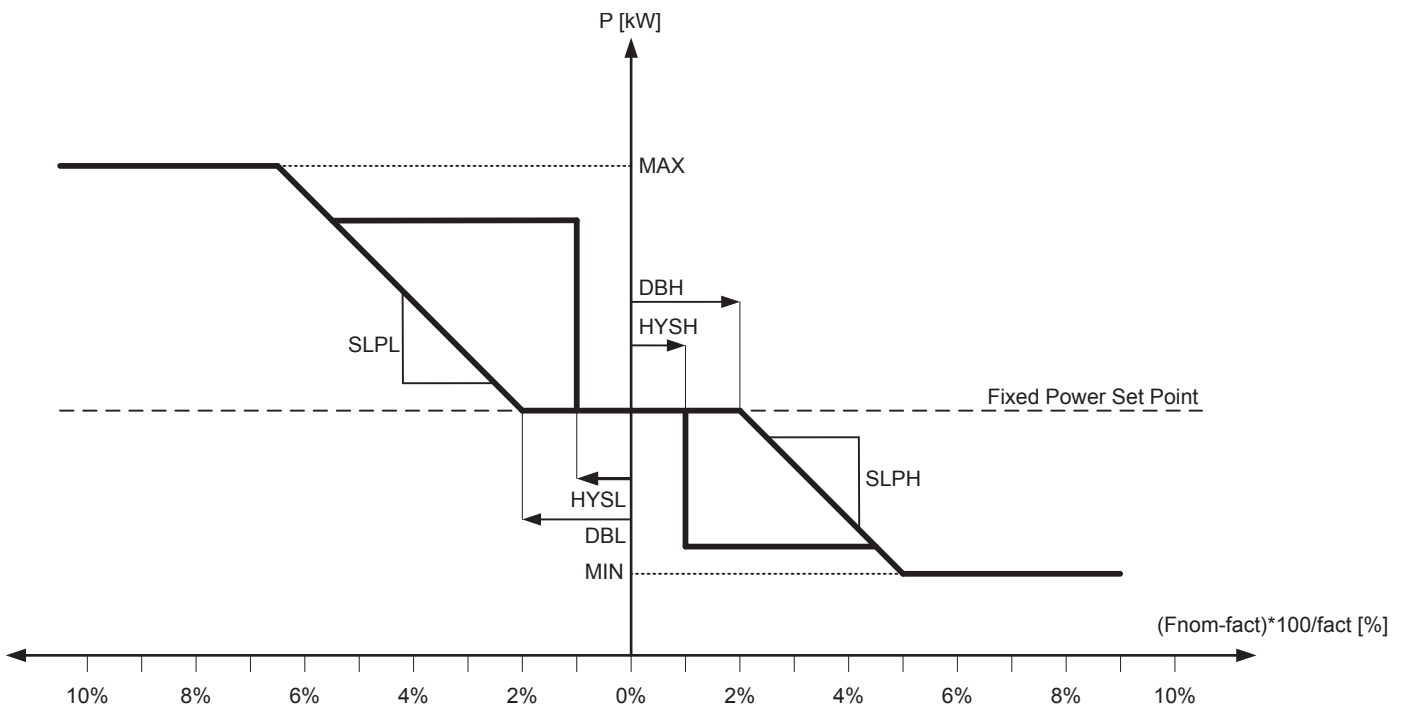 P [kW]
MAX
DBH
HYSH
SLPL
Fixed Power Set Point
SLPH
HYSL
DBL
MIN
(Fnom-fact)*100/fact [%]
10% 8% 6% 4% 2% 0% 2% 4% 6% 8% 10%